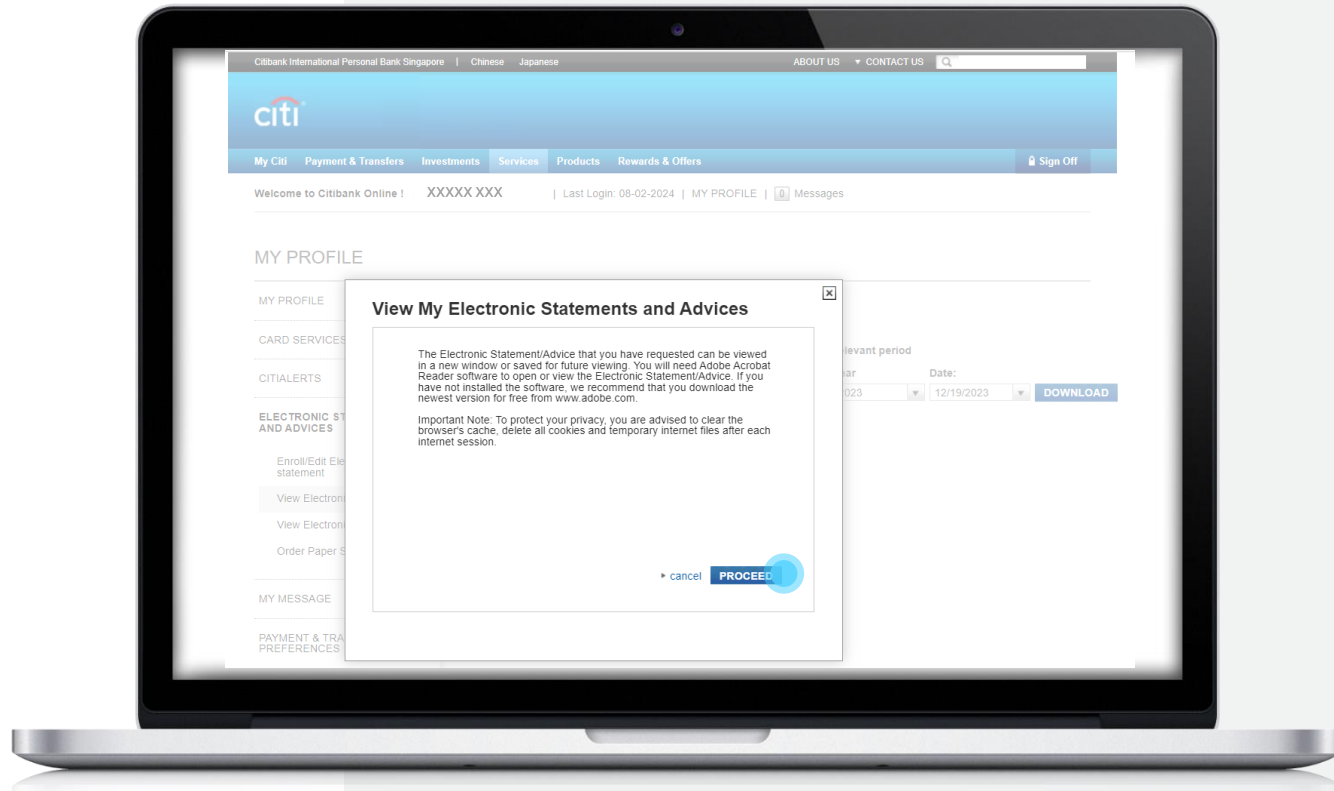 Citibank International Personal Bank Singapore | Chinese Japanese ABOUT US ▼ CONTACT US
citi
My Citi Payment & Transfers Investments Services Products Rewards & Offers Sign Off
Welcome to Citibank Online ! XXXXX XXX | Last Login: 08-02-2024 | MY PROFILE | 0 Messages
MY PROFILE
MY PROFILE
CARD SERVICES
CITIALERTS
ELECTRONIC ST
AND ADVICES
Enroll/Edit Ele
statement
View Electroni
View Electroni
Order Paper S
MY MESSAGE
PAYMENT & TRA
PREFERENCES
View My Electronic Statements and Advices
The Electronic Statement/Advice that you have requested can be viewed
in a new window or saved for future viewing. You will need Adobe Acrobat
Reader software to open or view the Electronic Statement/Advice. If you
have not installed the software, we recommend that you download the
newest version for free from www.adobe.com.
Important Note: To protect your privacy, you are advised to clear the
browser's cache, delete all cookies and temporary internet files after each
internet session.
cancel PROCEED
levant period
ar Date:
023 12/19/2023 DOWNLOAD